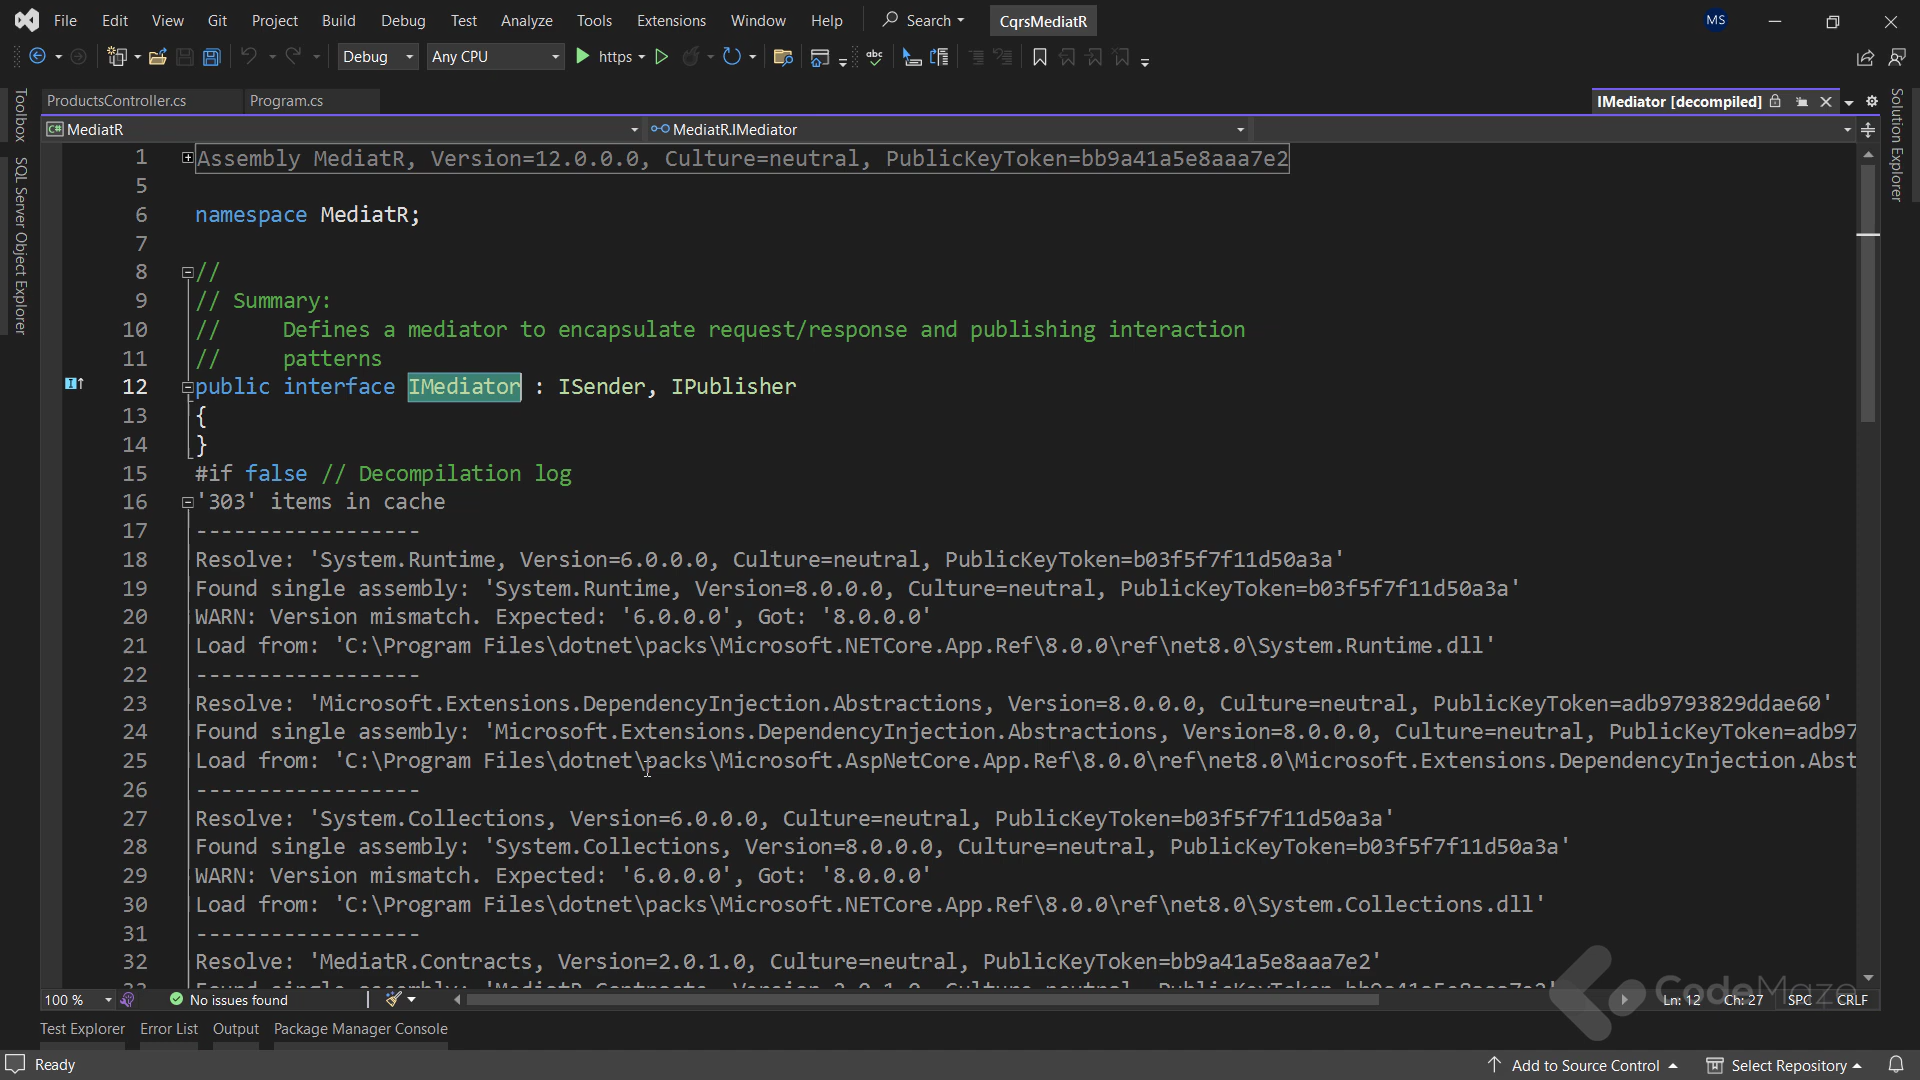 File Edit View Git Project Build Debug Test Analyze Tools Extensions Window Help Search CqrsMediatR MS
Debug Any CPU https
ProductsController.cs Program.cs IMediator [decompiled]
MediatR MediatR.IMediator
Toolbox
SQL Server Object Explorer
Solution Explorer
1 Assembly MediatR, Version=12.0.0.0, Culture=neutral, PublicKeyToken=bb9a41a5e8aaa7e2
5
6 namespace MediatR;
7
8 //
9 // Summary:
10 //     Defines a mediator to encapsulate request/response and publishing interaction
11 //     patterns
12 public interface IMediator : ISender, IPublisher
13 {
14 }
15 #if false // Decompilation log
16 '303' items in cache
17 ------------------
18 Resolve: 'System.Runtime, Version=6.0.0.0, Culture=neutral, PublicKeyToken=b03f5f7f11d50a3a'
19 Found single assembly: 'System.Runtime, Version=8.0.0.0, Culture=neutral, PublicKeyToken=b03f5f7f11d50a3a'
20 WARN: Version mismatch. Expected: '6.0.0.0', Got: '8.0.0.0'
21 Load from: 'C:\Program Files\dotnet\packs\Microsoft.NETCore.App.Ref\8.0.0\ref\net8.0\System.Runtime.dll'
22 ------------------
23 Resolve: 'Microsoft.Extensions.DependencyInjection.Abstractions, Version=8.0.0.0, Culture=neutral, PublicKeyToken=adb9793829ddae60'
24 Found single assembly: 'Microsoft.Extensions.DependencyInjection.Abstractions, Version=8.0.0.0, Culture=neutral, PublicKeyToken=adb97
25 Load from: 'C:\Program Files\dotnet\packs\Microsoft.AspNetCore.App.Ref\8.0.0\ref\net8.0\Microsoft.Extensions.DependencyInjection.Abst
26 ------------------
27 Resolve: 'System.Collections, Version=6.0.0.0, Culture=neutral, PublicKeyToken=b03f5f7f11d50a3a'
28 Found single assembly: 'System.Collections, Version=8.0.0.0, Culture=neutral, PublicKeyToken=b03f5f7f11d50a3a'
29 WARN: Version mismatch. Expected: '6.0.0.0', Got: '8.0.0.0'
30 Load from: 'C:\Program Files\dotnet\packs\Microsoft.NETCore.App.Ref\8.0.0\ref\net8.0\System.Collections.dll'
31 ------------------
32 Resolve: 'MediatR.Contracts, Version=2.0.1.0, Culture=neutral, PublicKeyToken=bb9a41a5e8aaa7e2'
CodeMaze
100 % No issues found Ln: 12 Ch: 27 SPC CRLF
Test Explorer Error List Output Package Manager Console
Ready Add to Source Control Select Repository